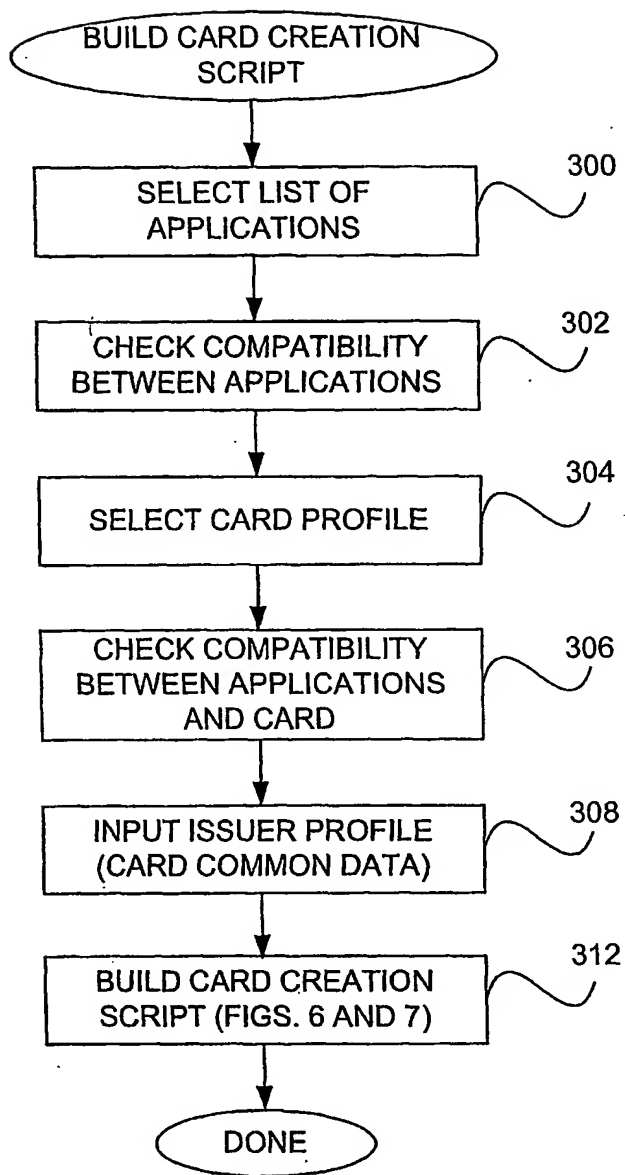 BUILD CARD CREATION
SCRIPT
300
SELECT LIST OF
APPLICATIONS
302
CHECK COMPATIBILITY
BETWEEN APPLICATIONS
304
SELECT CARD PROFILE
306
CHECK COMPATIBILITY
BETWEEN APPLICATIONS
AND CARD
308
INPUT ISSUER PROFILE
(CARD COMMON DATA)
312
BUILD CARD CREATION
SCRIPT (FIGS. 6 AND 7)
DONE